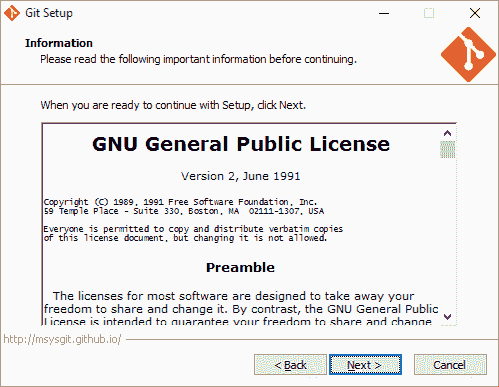 Git Setup
Information
Please read the following important information before continuing.
When you are ready to continue with Setup, click Next.
GNU General Public License
Version 2, June 1991
Copyright (C) 1989, 1991 Free Software Foundation, Inc.
59 Temple Place - Suite 330, Boston, MA  02111-1307, USA
Everyone is permitted to copy and distribute verbatim copies
of this license document, but changing it is not allowed.
Preamble
The licenses for most software are designed to take away your
freedom to share and change it. By contrast, the GNU General Public
License is intended to guarantee your freedom to share and change
http://msysgit.github.io/
< Back
Next >
Cancel